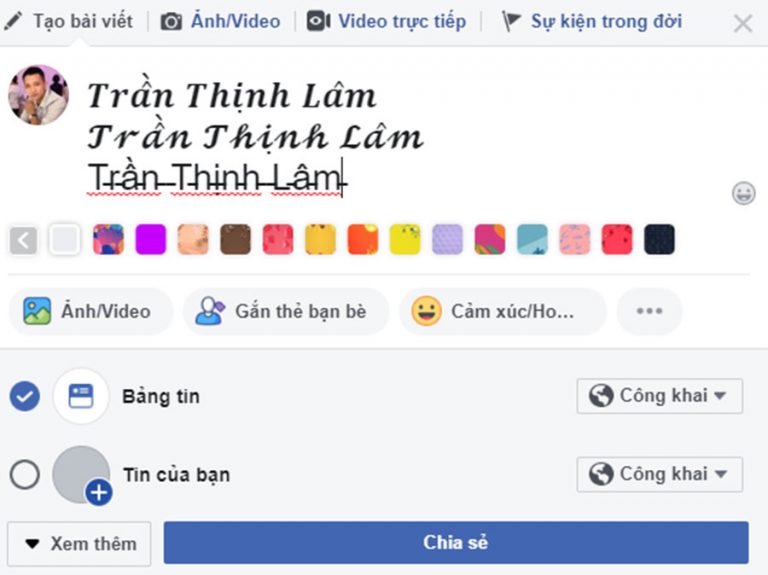 Tạo bài viết Ảnh/Video Video trực tiếp Sự kiện trong đời
Trần Thịnh Lâm
Trần Thịnh Lâm
Trần Thịnh Lâm
Ảnh/Video Gắn thẻ bạn bè Cảm xúc/Ho...
Bảng tin Công khai
Tin của bạn Công khai
Xem thêm Chia sẻ